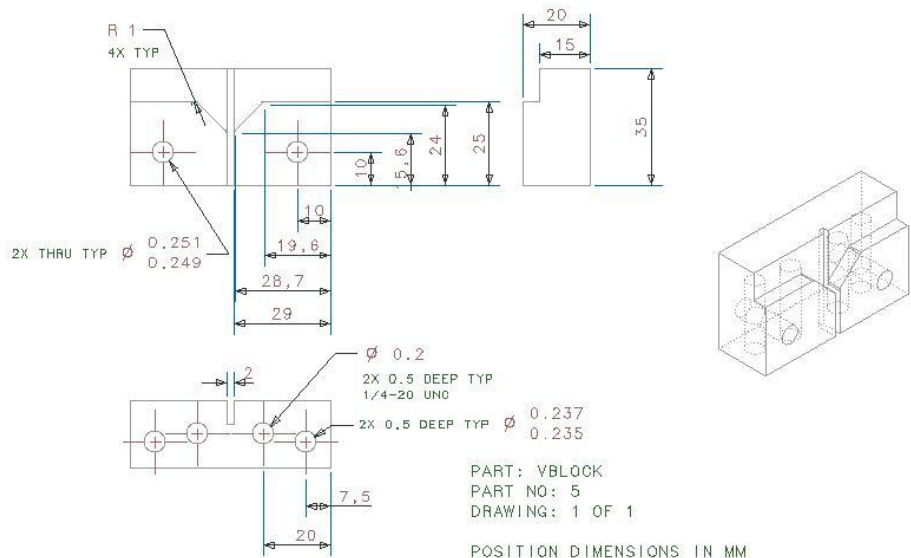 R 1
4X TYP
20
15
35
25
24
5,6
10
10
19,6
28,7
29
2X THRU TYP Ø 0.251
0.249
2
Ø 0.2
2X 0.5 DEEP TYP
1/4-20 UNC
2X 0.5 DEEP TYP Ø 0.237
0.235
7,5
20
PART: VBLOCK
PART NO: 5
DRAWING: 1 OF 1
POSITION DIMENSIONS IN MM